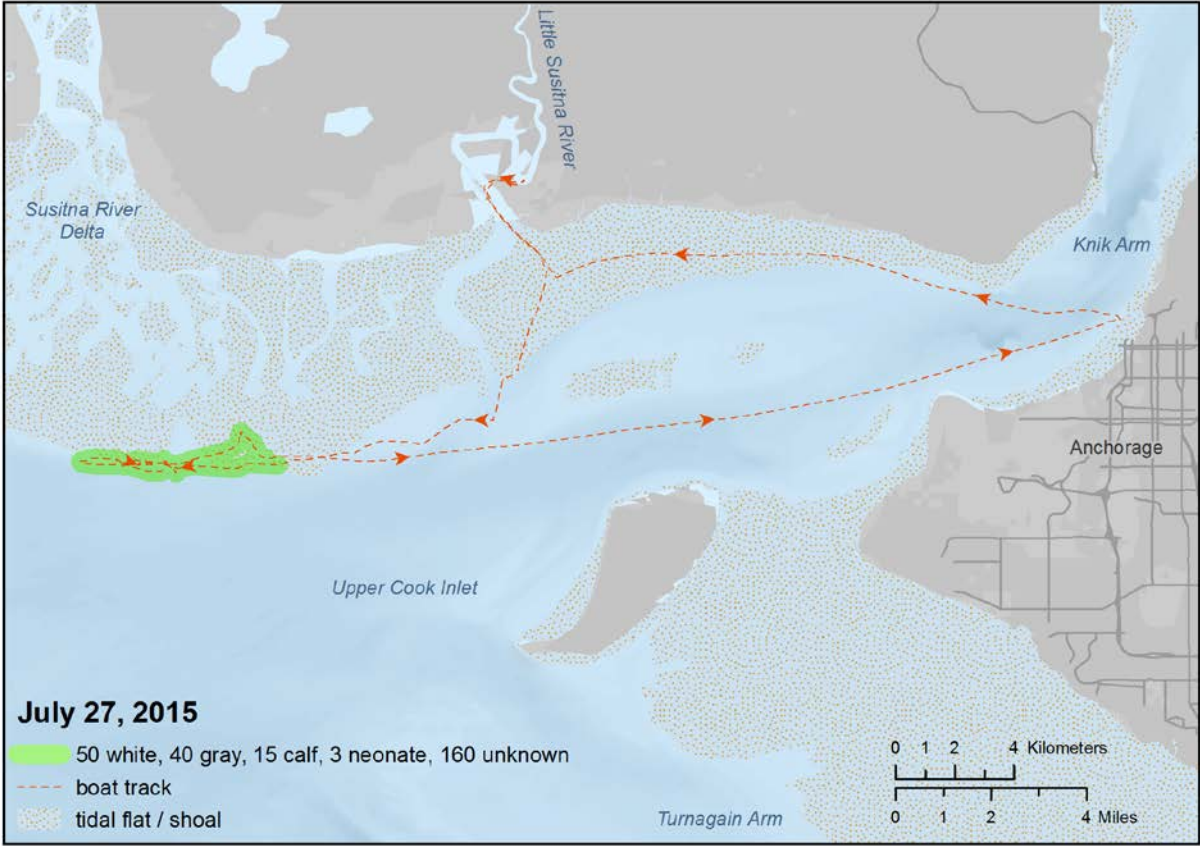 Little Susitna River
Susitna River
Delta
Knik Arm
Anchorage
Upper Cook Inlet
July 27, 2015
50 white, 40 gray, 15 calf, 3 neonate, 160 unknown
boat track
tidal flat / shoal
Turnagain Arm
0 1 2 4 Kilometers
0 1 2 4 Miles